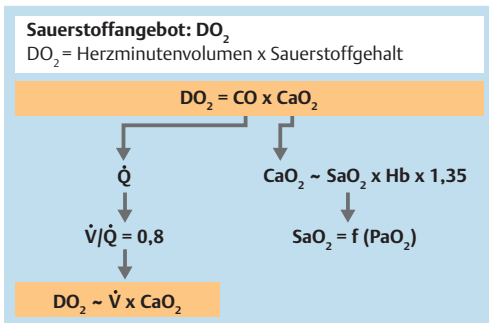 Sauerstoffangebot: DO₂
DO₂ = Herzminutenvolumen x Sauerstoffgehalt
DO₂ = CO x CaO₂
Q̇
CaO₂ ~ SaO₂ x Hb x 1,35
V̇/Q̇ = 0,8
SaO₂ = f (PaO₂)
DO₂ ~ V̇ x CaO₂